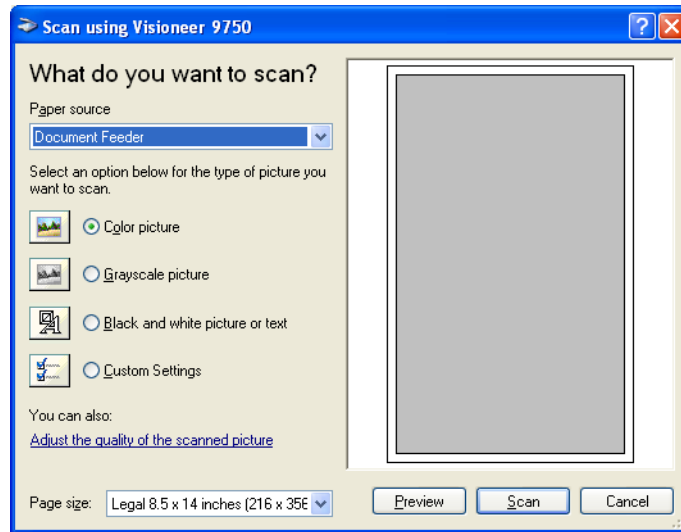 Scan using Visioneer 9750
What do you want to scan?
Paper source
Document Feeder
Select an option below for the type of picture you
want to scan.
Color picture
Grayscale picture
Black and white picture or text
Custom Settings
You can also:
Adjust the quality of the scanned picture
Page size: Legal 8.5 x 14 inches (216 x 356
Preview Scan Cancel